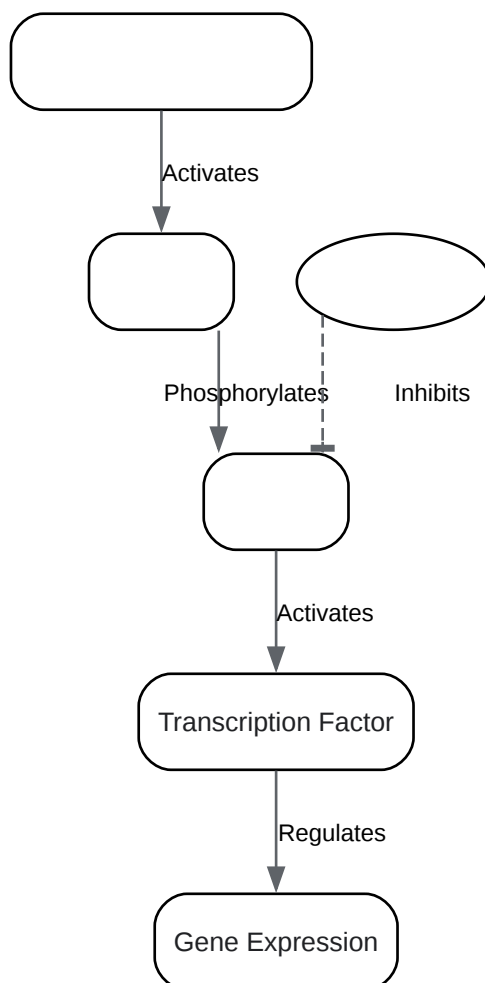 Activates
Phosphorylates
Inhibits
Activates
Transcription Factor
Regulates
Gene Expression